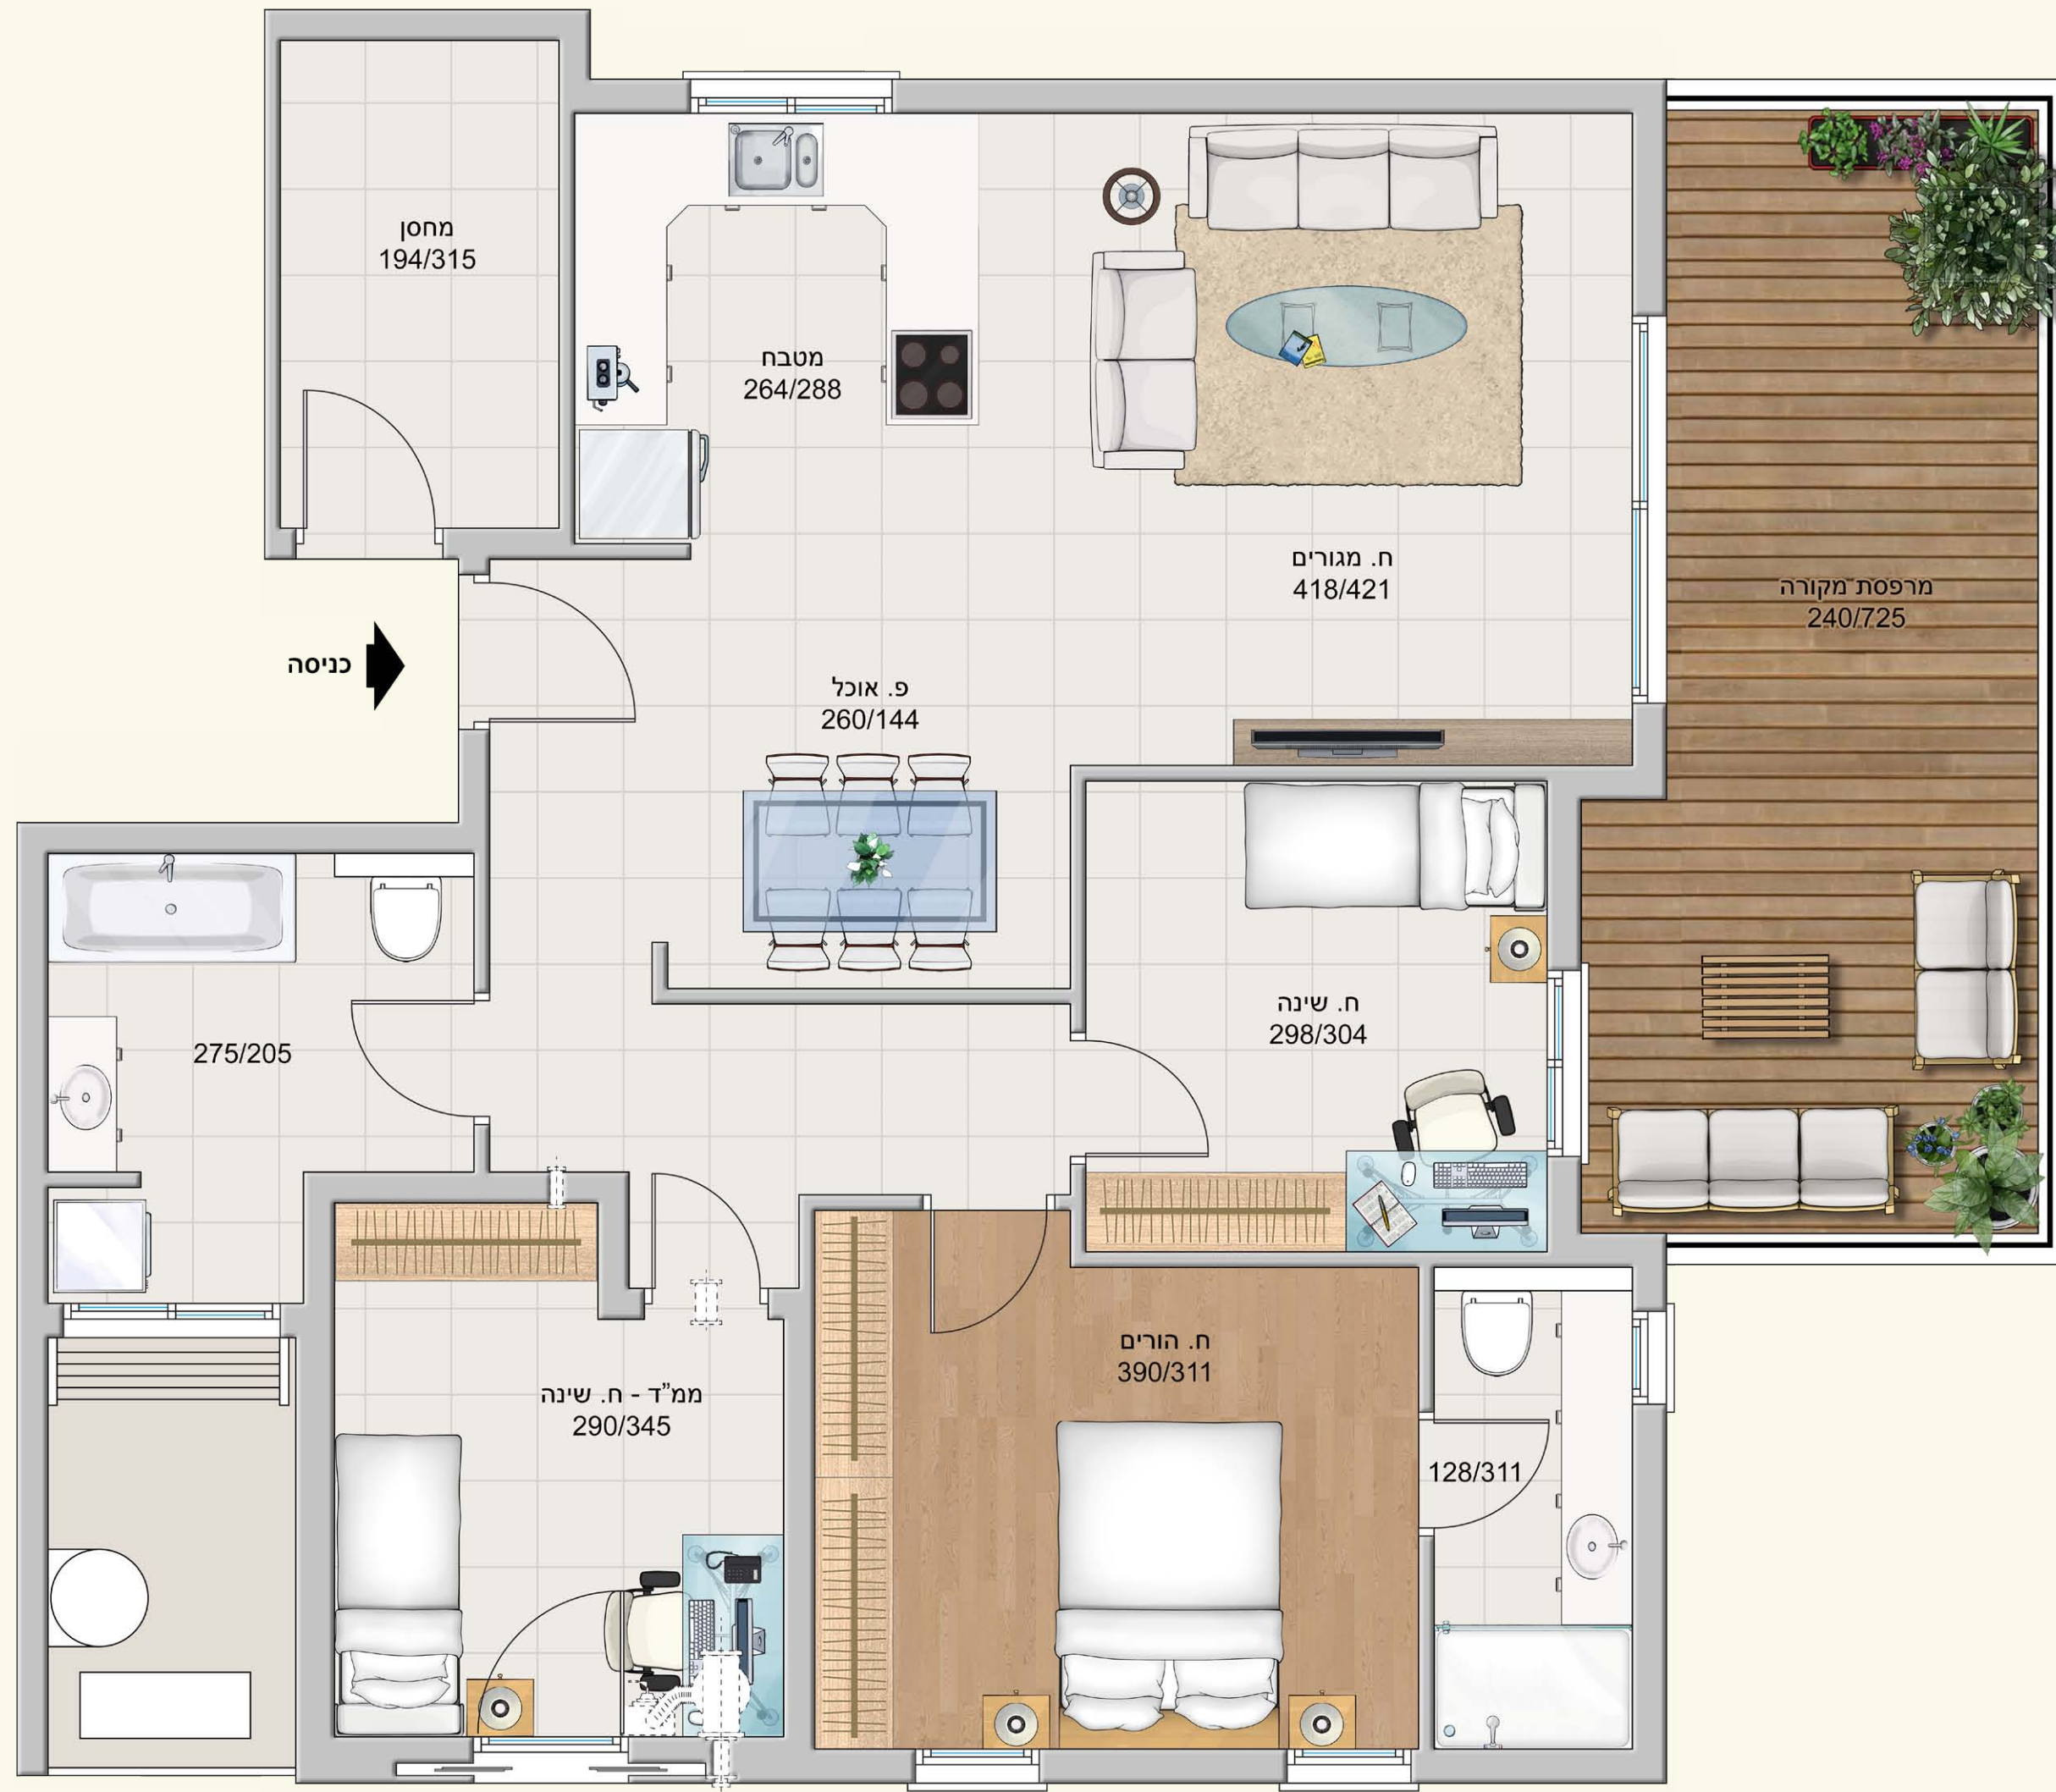 מחסן
194/315
מטבח
264/288
ח. מגורים
418/421
מרפסת מקורה
240/725
כניסה
פ. אוכל
260/144
ח. שינה
298/304
275/205
ח. הורים
390/311
ממ"ד - ח. שינה
290/345
128/311